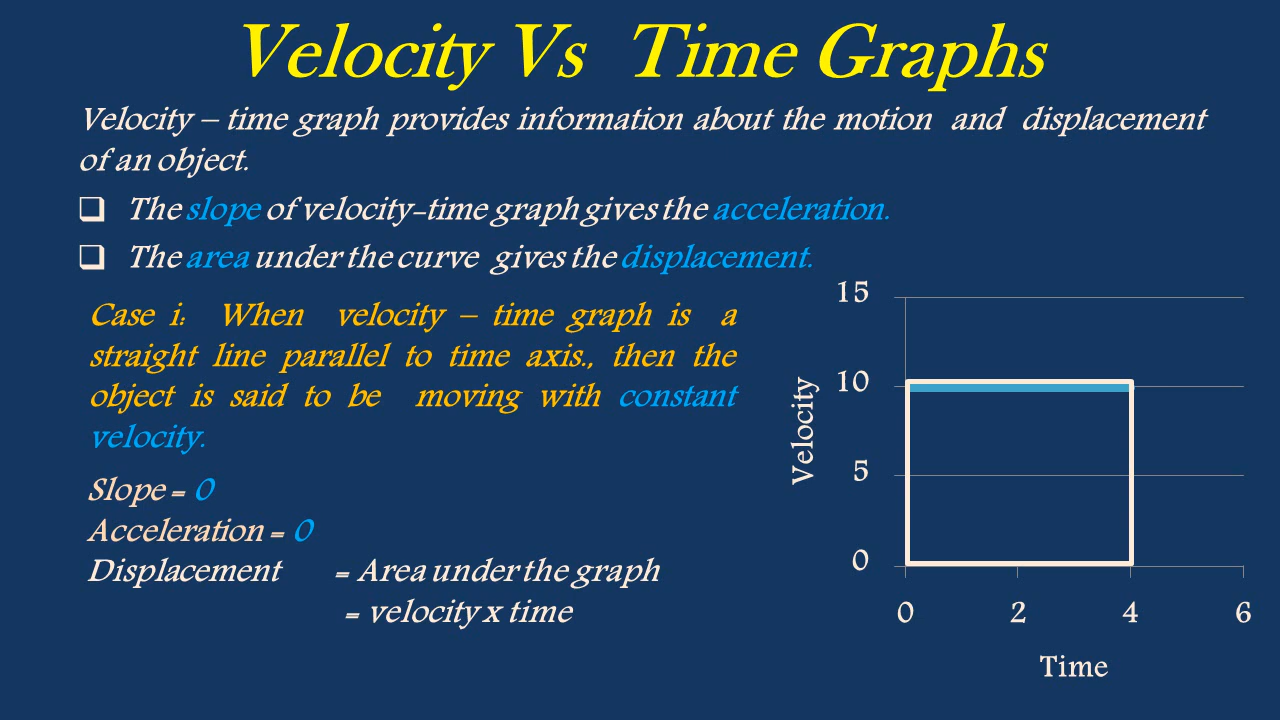 Velocity Vs Time Graphs
Velocity – time graph provides information about the motion and displacement
of an object.
❑ The slope of velocity-time graph gives the acceleration.
❑ The area under the curve gives the displacement.
Case i: When velocity – time graph is a
straight line parallel to time axis., then the
object is said to be moving with constant
velocity.
Slope = 0
Acceleration = 0
Displacement = Area under the graph
= velocity x time
15
10
5
0
Velocity
0 2 4 6
Time